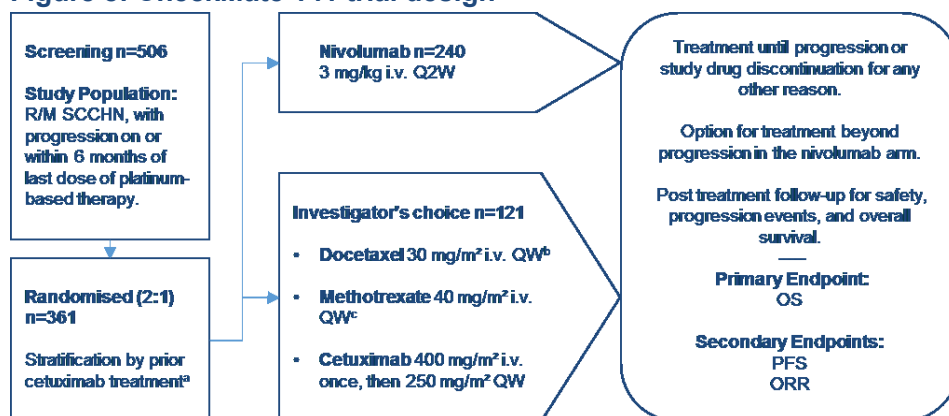 Screening n=506
Study Population:
R/M SCCHN, with
progression on or
within 6 months of
last dose of platinum-
based therapy.
Randomised (2:1)
n=361
Stratification by prior
cetuximab treatmentᵃ
Nivolumab n=240
3 mg/kg i.v. Q2W
Investigator's choice n=121
• Docetaxel 30 mg/m² i.v. QWᵇ
• Methotrexate 40 mg/m² i.v.
QWᶜ
• Cetuximab 400 mg/m² i.v.
once, then 250 mg/m² QW
Treatment until progression or
study drug discontinuation for any
other reason.
Option for treatment beyond
progression in the nivolumab arm.
Post treatment follow-up for safety,
progression events, and overall
survival.
Primary Endpoint:
OS
Secondary Endpoints:
PFS
ORR